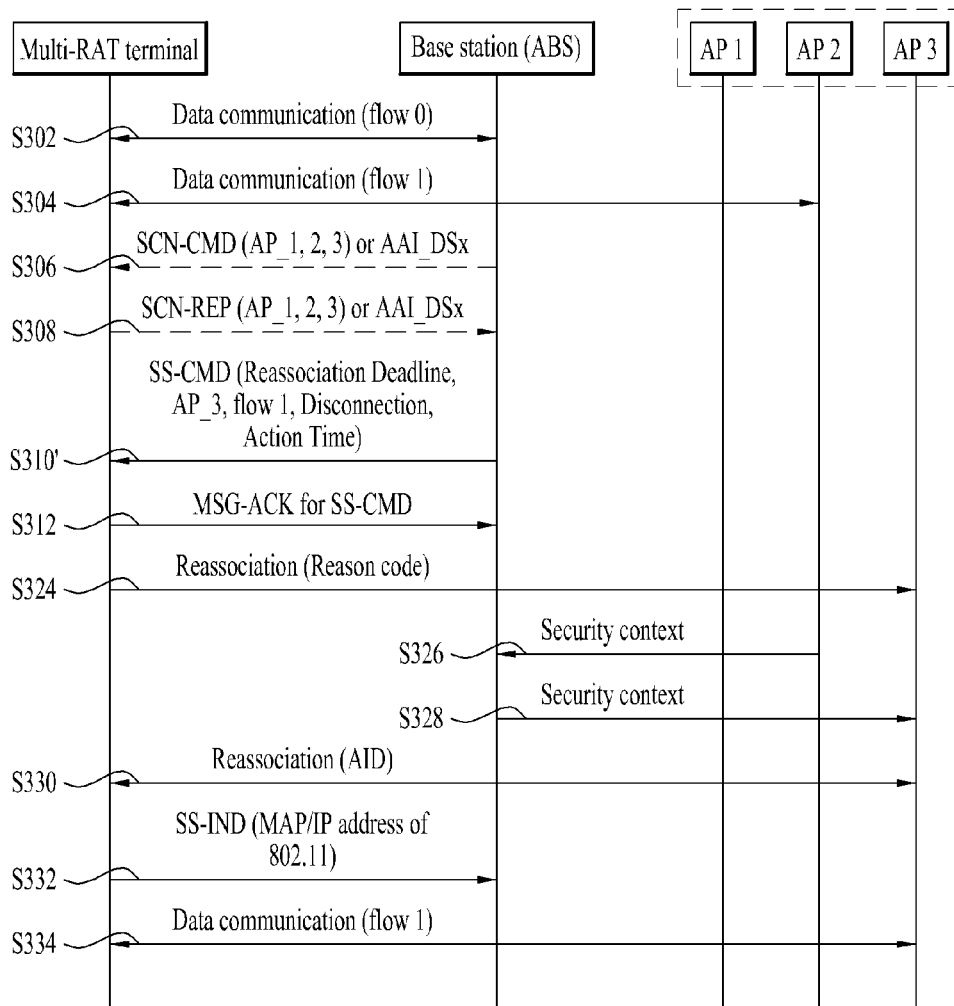 Multi-RAT terminal
Base station (ABS)
AP 1
AP 2
AP 3
Data communication (flow 0)
S302
Data communication (flow 1)
S304
SCN-CMD (AP_1, 2, 3) or AAI_DSx
S306
SCN-REP (AP_1, 2, 3) or AAI_DSx
S308
SS-CMD (Reassociation Deadline,
AP_3, flow 1, Disconnection,
Action Time)
S310'
MSG-ACK for SS-CMD
S312
Reassociation (Reason code)
S324
Security context
S326
Security context
S328
Reassociation (AID)
S330
SS-IND (MAP/IP address of
802.11)
S332
Data communication (flow 1)
S334